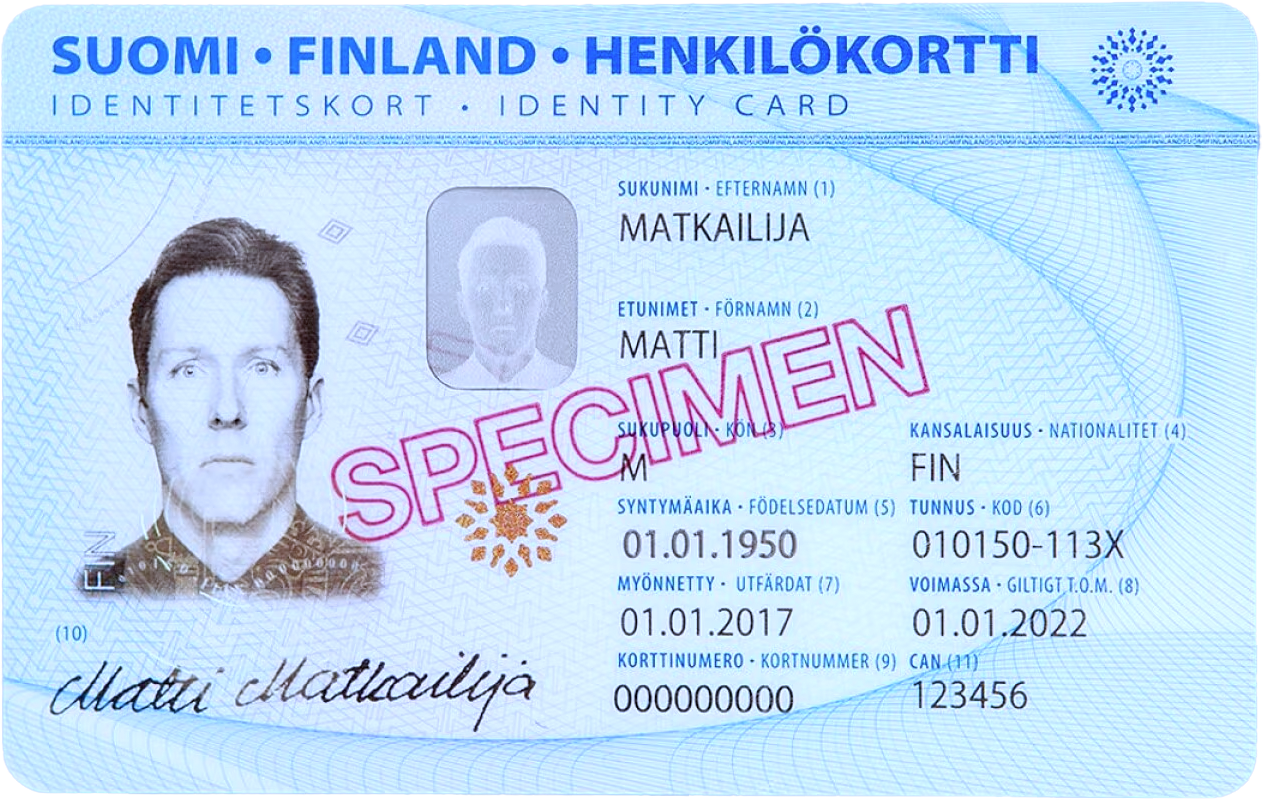 SUOMI • FINLAND • HENKILÖKORTTI
IDENTITETSKORT • IDENTITY CARD
SUKUNIMI • EFTERNAMN (1)
MATKAILIJA
ETUNIMET • FÖRNAMN (2)
MATTI
SPECIMEN
SUKUPUOLI • KÖN (3) KANSALAISUUS • NATIONALITET (4)
M FIN
SYNTYMÄAIKA • FÖDELSEDATUM (5) TUNNUS • KOD (6)
01.01.1950 010150-113X
MYÖNNETTY • UTFÄRDAT (7) VOIMASSA • GILTIGT T.O.M. (8)
01.01.2017 01.01.2022
KORTTINUMERO • KORTNUMMER (9) CAN (11)
000000000 123456
FIN
(10)
Matti Matkailija